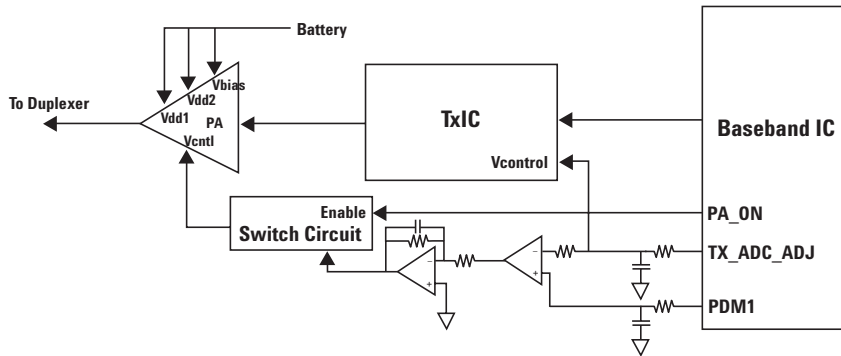 Battery
Vbias
Vdd2
Vdd1
PA
Vcntl
To Duplexer
TxIC
Vcontrol
Baseband IC
Enable
Switch Circuit
PA_ON
TX_ADC_ADJ
PDM1
-
+
-
+